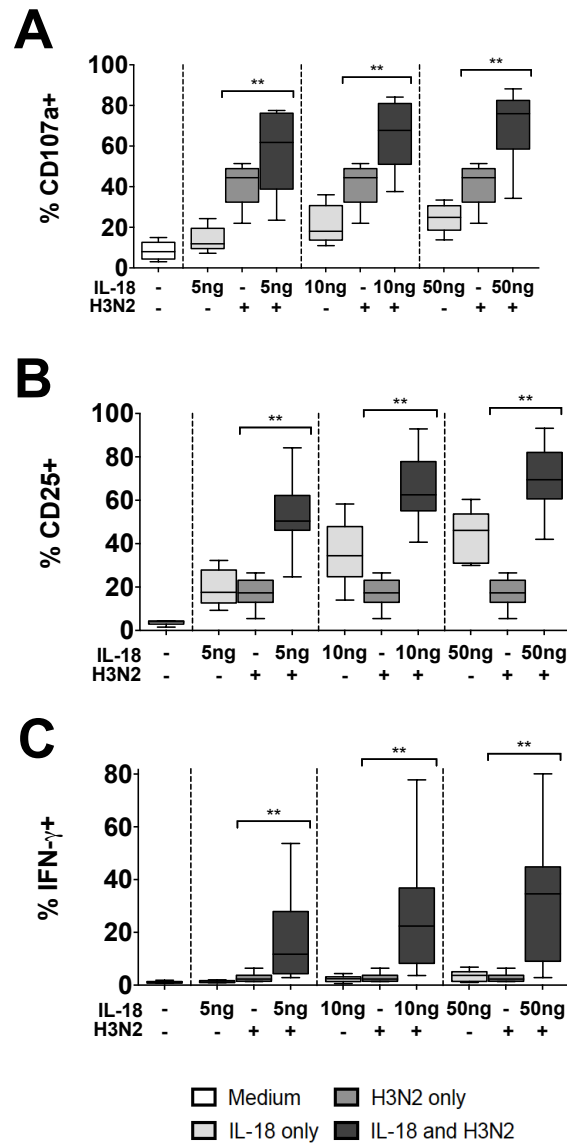 A
% CD107a+
100
80
60
40
20
0
** ** **
IL-18 - 5ng - 5ng 10ng - 10ng 50ng - 50ng
H3N2 - - + + - + + - + +
B
% CD25+
100
80
60
40
20
0
** ** **
IL-18 - 5ng - 5ng 10ng - 10ng 50ng - 50ng
H3N2 - - + + - + + - + +
C
% IFN-γ+
80
60
40
20
0
** ** **
IL-18 - 5ng - 5ng 10ng - 10ng 50ng - 50ng
H3N2 - - + + - + + - + +
Medium H3N2 only
IL-18 only IL-18 and H3N2